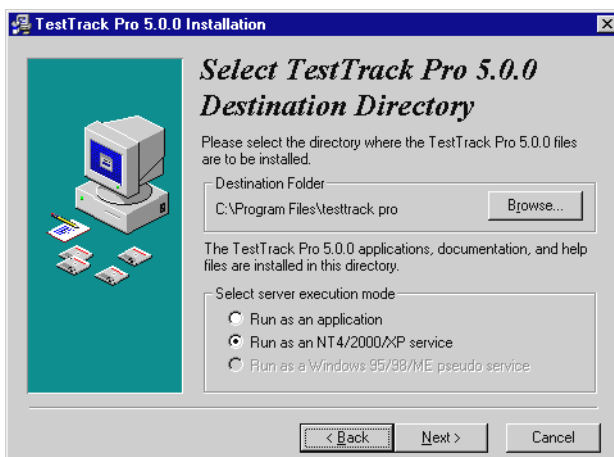 TestTrack Pro 5.0.0 Installation
Select TestTrack Pro 5.0.0
Destination Directory
Please select the directory where the TestTrack Pro 5.0.0 files
are to be installed.
Destination Folder
C:\Program Files\testtrack pro
Browse...
The TestTrack Pro 5.0.0 applications, documentation, and help
files are installed in this directory.
Select server execution mode
Run as an application
Run as an NT4/2000/XP service
Run as a Windows 95/98/ME pseudo service
< Back
Next >
Cancel